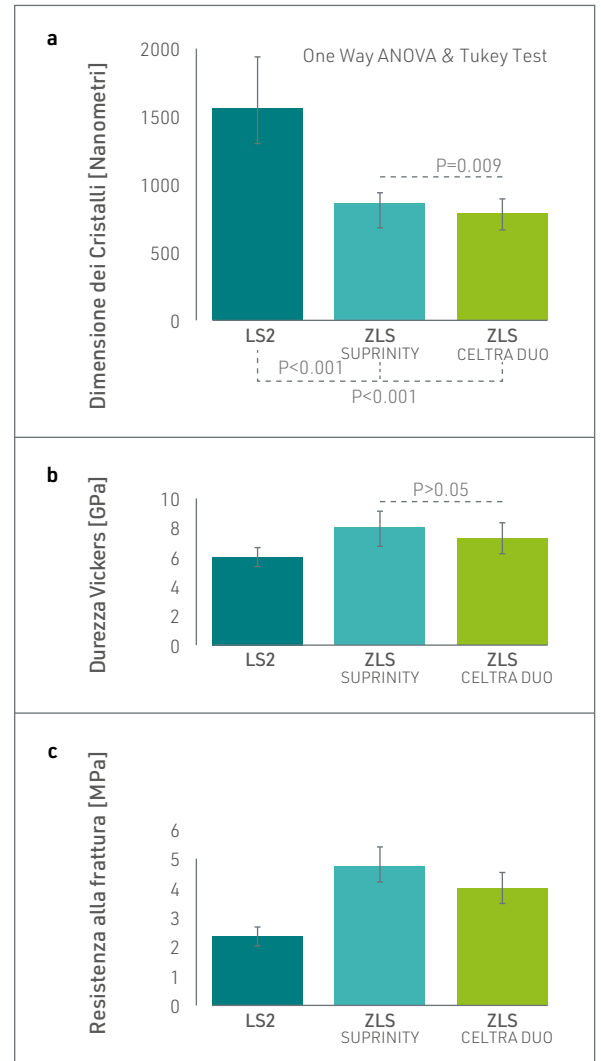 a
One Way ANOVA & Tukey Test
Dimensione dei Cristalli [Nanometri]
2000
1500
1000
500
0
P=0.009
LS2
ZLS
SUPRINITY
ZLS
CELTRA DUO
P<0.001
P<0.001
b
Durezza Vickers [GPa]
10
8
6
4
2
0
P>0.05
LS2
ZLS
SUPRINITY
ZLS
CELTRA DUO
c
Resistenza alla frattura [MPa]
6
5
4
3
2
1
0
LS2
ZLS
SUPRINITY
ZLS
CELTRA DUO